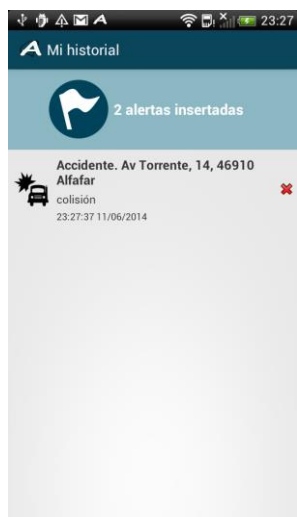 23:27
Mi historial
2 alertas insertadas
Accidente. Av Torrente, 14, 46910
Alfafar
colisión
23:27:37 11/06/2014